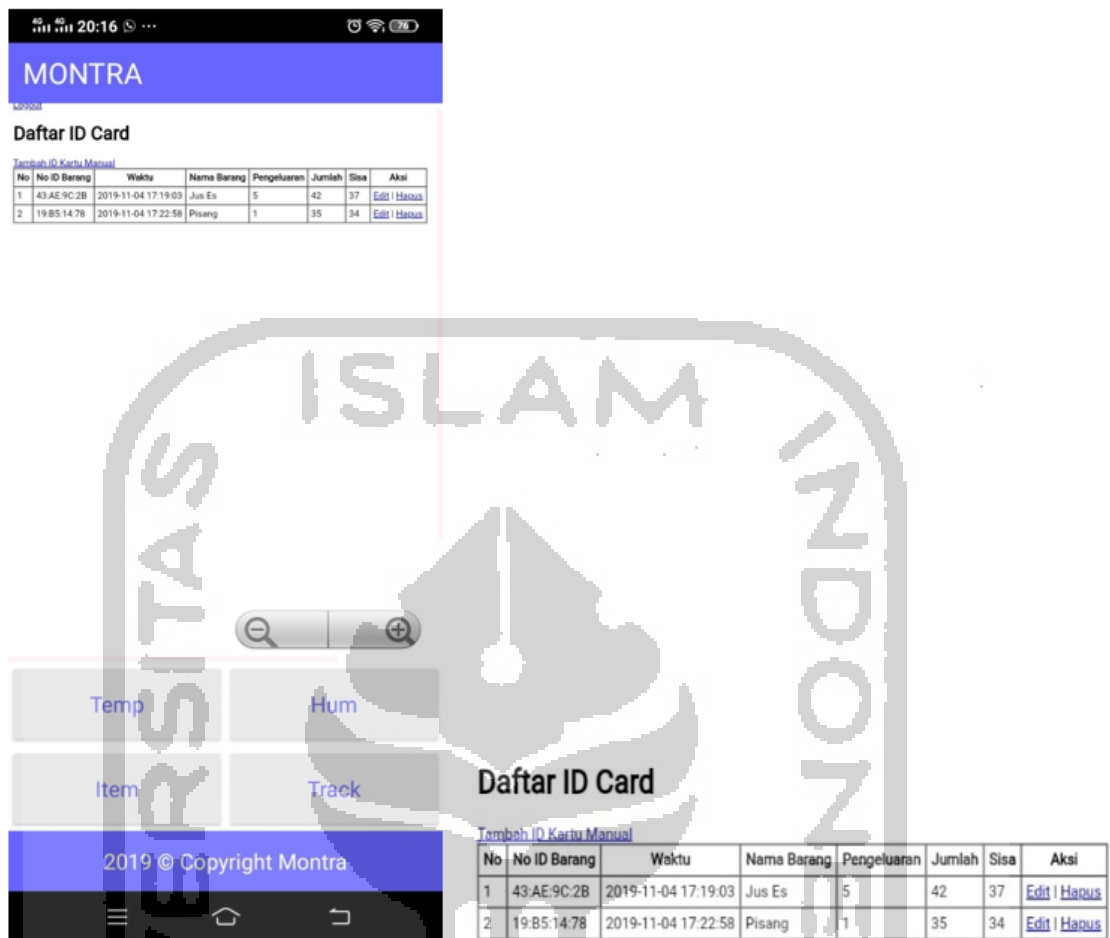 4G 4G 20:16 ··· 76
MONTRA
Logout
Daftar ID Card
Tambah ID Kartu Manual
No No ID Barang Waktu Nama Barang Pengeluaran Jumlah Sisa Aksi
1 43:AE:9C:2B 2019-11-04 17:19:03 Jus Es 5 42 37 Edit | Hapus
2 19:B5:14:78 2019-11-04 17:22:58 Pisang 1 35 34 Edit | Hapus
ISLAM
INDONE
ERSITAS
Temp Hum
Item Track
2019 © Copyright Montra
Daftar ID Card
Tambah ID Kartu Manual
No No ID Barang Waktu Nama Barang Pengeluaran Jumlah Sisa Aksi
1 43:AE:9C:2B 2019-11-04 17:19:03 Jus Es 5 42 37 Edit | Hapus
2 19:B5:14:78 2019-11-04 17:22:58 Pisang 1 35 34 Edit | Hapus